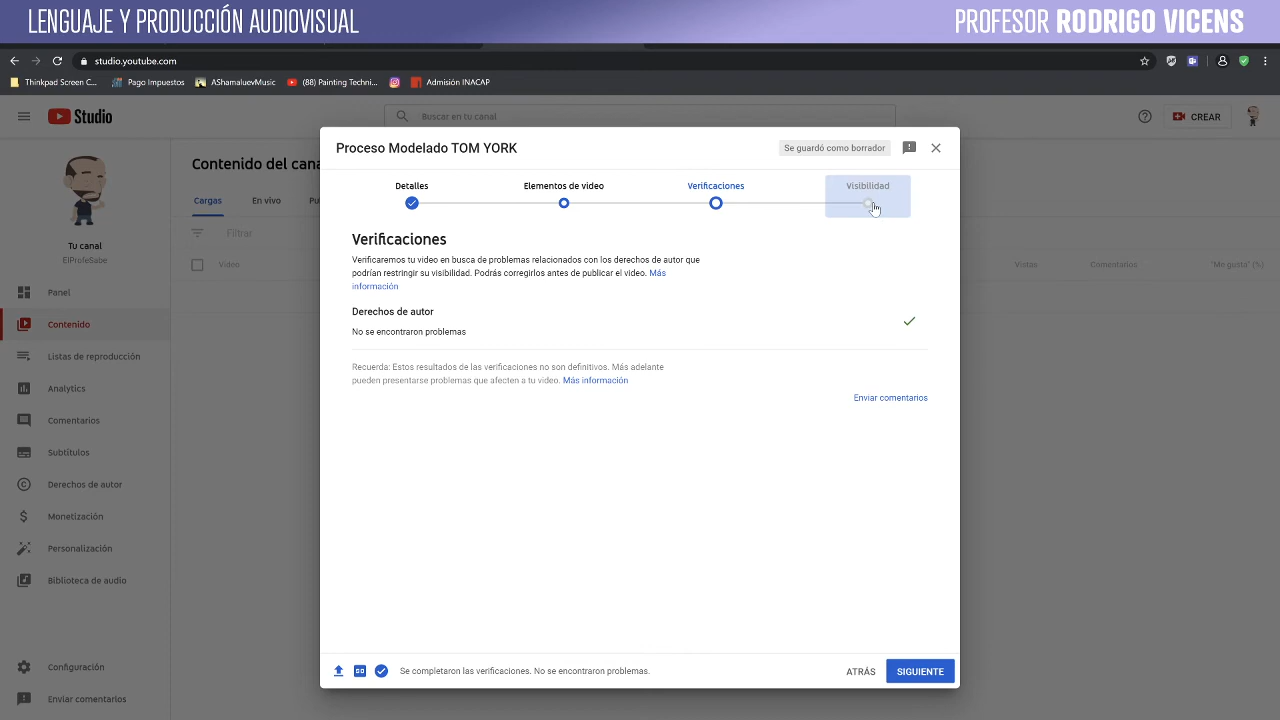 LENGUAJE Y PRODUCCIÓN AUDIOVISUAL
PROFESOR RODRIGO VICENS
studio.youtube.com
Thinkpad Screen C...
Pago Impuestos
AShamaluevMusic
(88) Painting Techni...
Admisión INACAP
Studio
Buscar en tu canal
CREAR
Contenido del cana
Cargas
En vivo
Pu
Filtrar
Video
Vistas
Comentarios
"Me gusta" (%)
Tu canal
ElProfeSabe
Panel
Contenido
Listas de reproducción
Analytics
Comentarios
Subtítulos
Derechos de autor
Monetización
Personalización
Biblioteca de audio
Configuración
Enviar comentarios
Proceso Modelado TOM YORK
Se guardó como borrador
Detalles
Elementos de video
Verificaciones
Visibilidad
Verificaciones
Verificaremos tu video en busca de problemas relacionados con los derechos de autor que
podrían restringir su visibilidad. Podrás corregirlos antes de publicar el video. Más
información
Derechos de autor
No se encontraron problemas
Recuerda: Estos resultados de las verificaciones no son definitivos. Más adelante
pueden presentarse problemas que afecten a tu video. Más información
Enviar comentarios
Se completaron las verificaciones. No se encontraron problemas.
ATRÁS
SIGUIENTE